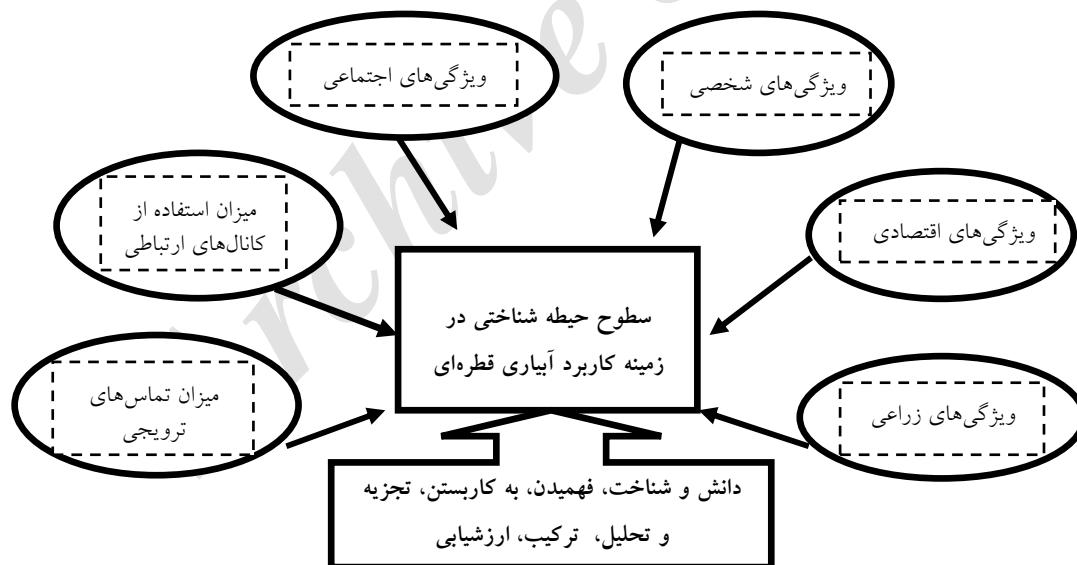 ویژگی‌های شخصی
ویژگی‌های اجتماعی
ویژگی‌های اقتصادی
میزان استفاده از
کانال‌های ارتباطی
سطوح حیطه شناختی در
زمینه کاربرد آبیاری قطره‌ای
ویژگی‌های زراعی
میزان تماس‌های
ترویجی
دانش و شناخت، فهمیدن، به کاربستن، تجزیه
و تحلیل، ترکیب، ارزشیابی
rchive